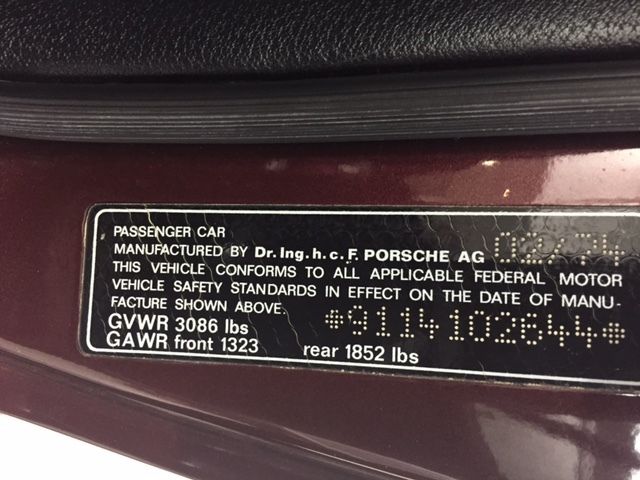 PASSENGER CAR
MANUFACTURED BY Dr. Ing. h. c. F. PORSCHE AG 02/74
THIS VEHICLE CONFORMS TO ALL APPLICABLE FEDERAL MOTOR
VEHICLE SAFETY STANDARDS IN EFFECT ON THE DATE OF MANU-
FACTURE SHOWN ABOVE. *9114102644*
GVWR 3086 lbs
GAWR front 1323 rear 1852 lbs